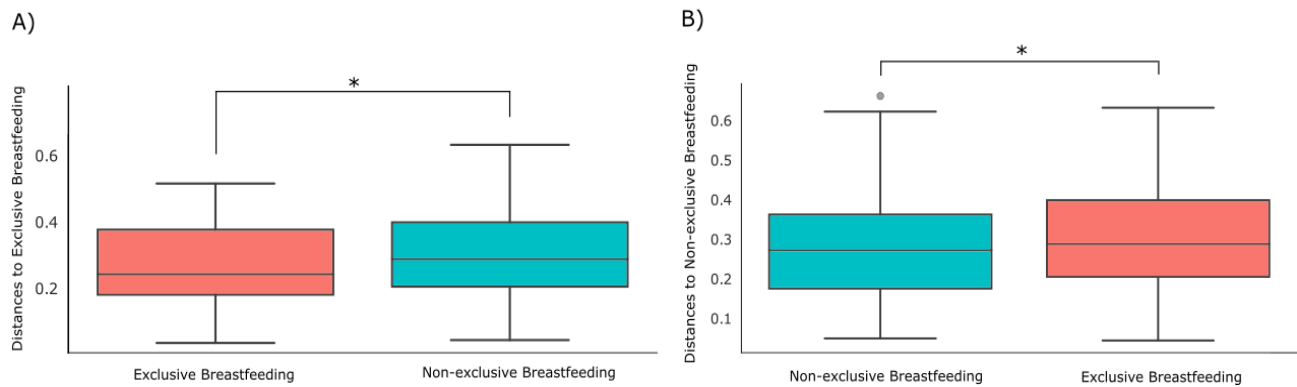 A)
*
Distances to Exclusive Breastfeeding
0.6
0.4
0.2
Exclusive Breastfeeding
Non-exclusive Breastfeeding
B)
*
Distances to Non-exclusive Breastfeeding
0.6
0.5
0.4
0.3
0.2
0.1
Non-exclusive Breastfeeding
Exclusive Breastfeeding